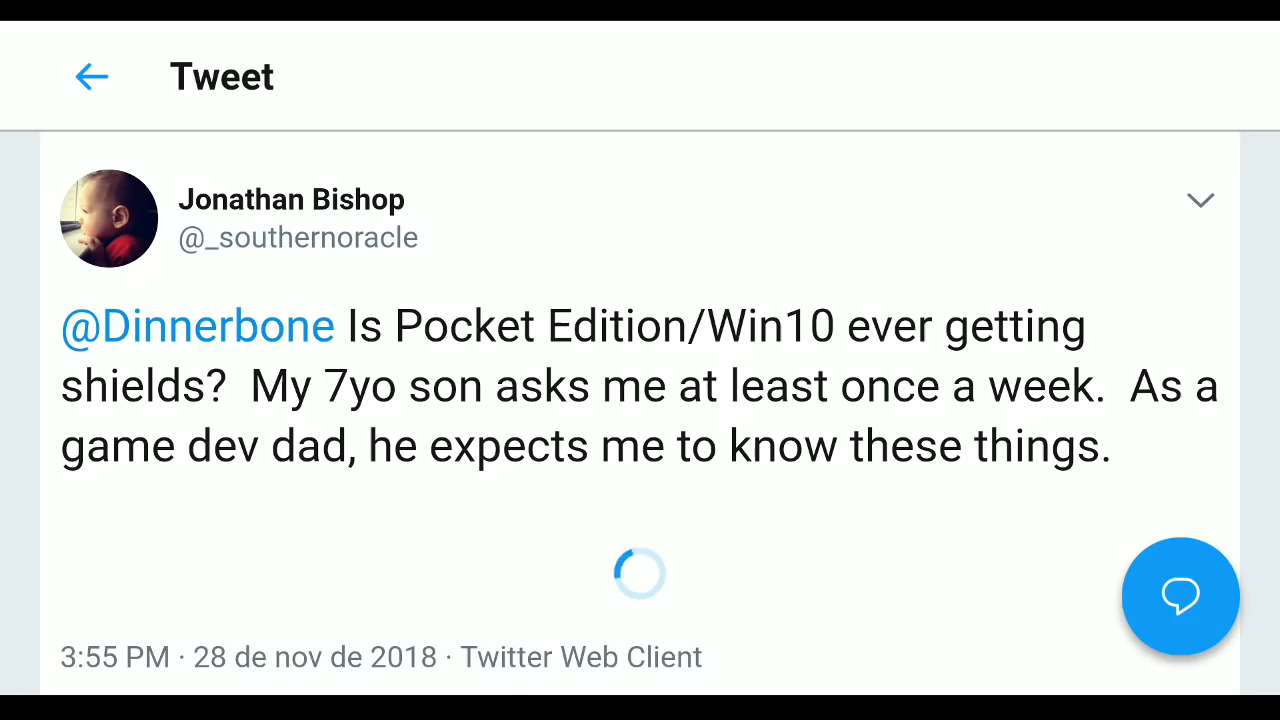 Tweet
Jonathan Bishop
@_southernoracle
@Dinnerbone Is Pocket Edition/Win10 ever getting
shields?  My 7yo son asks me at least once a week.  As a
game dev dad, he expects me to know these things.
3:55 PM · 28 de nov de 2018 · Twitter Web Client